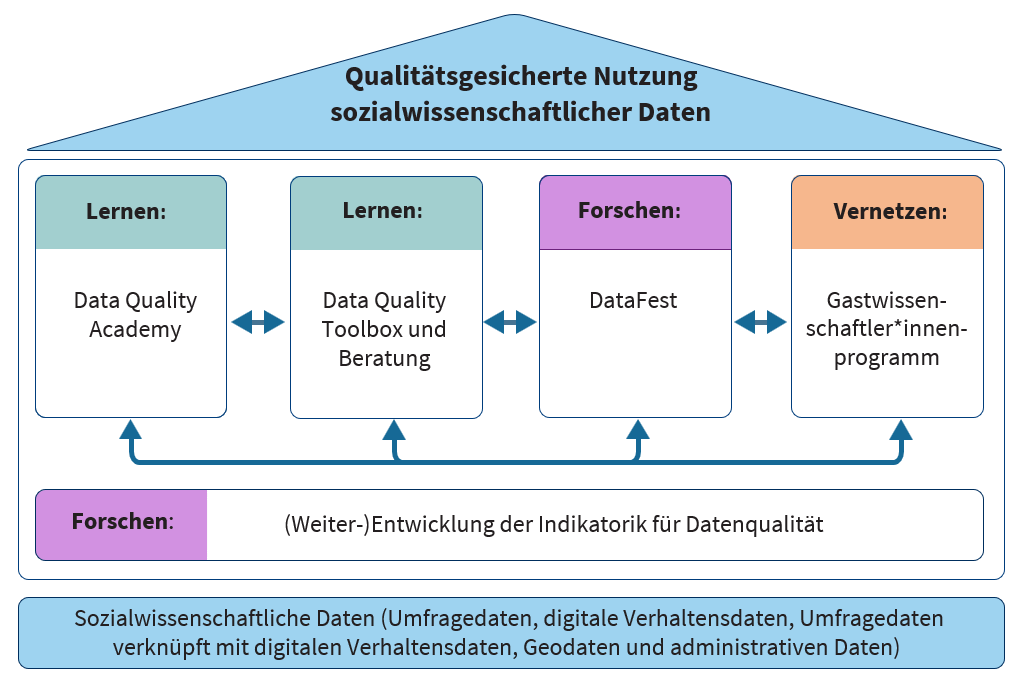 Qualitätsgesicherte Nutzung
sozialwissenschaftlicher Daten
Lernen:
Data Quality
Academy
Lernen:
Data Quality
Toolbox und
Beratung
Forschen:
DataFest
Vernetzen:
Gastwissen-
schaftler*innen-
programm
Forschen:
(Weiter-)Entwicklung der Indikatorik für Datenqualität
Sozialwissenschaftliche Daten (Umfragedaten, digitale Verhaltensdaten, Umfragedaten
verknüpft mit digitalen Verhaltensdaten, Geodaten und administrativen Daten)